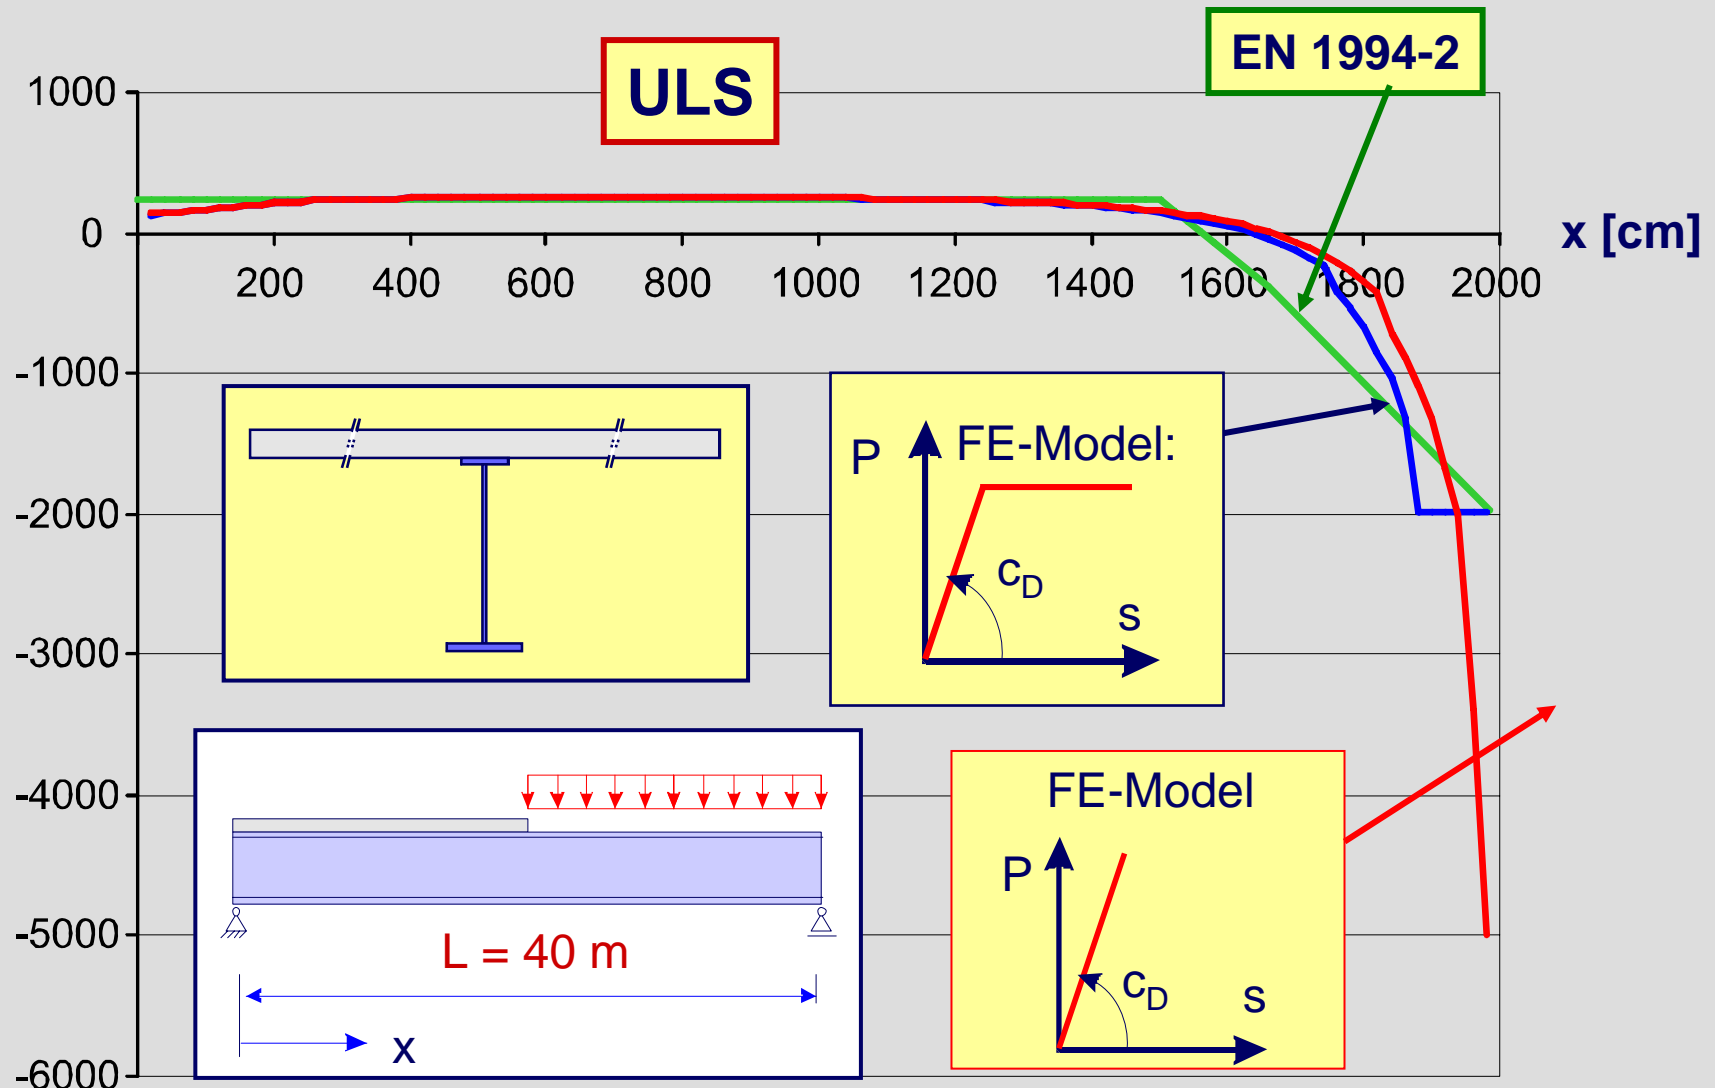 EN 1994-2
ULS
1000
0
x [cm]
200 400 600 800 1000 1200 1400 1600 1800 2000
-1000
P
FE-Model:
-2000
cD
s
-3000
-4000
FE-Model
P
L = 40 m
-5000
cD
s
x
-6000